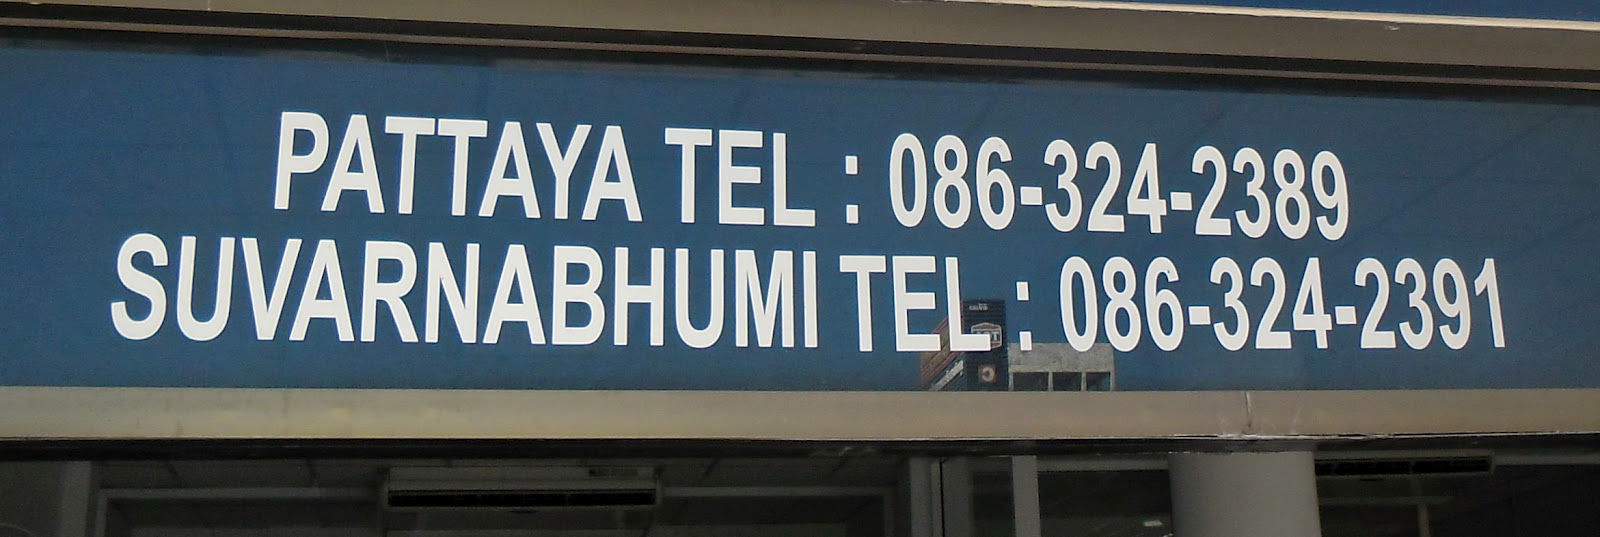 PATTAYA TEL : 086-324-2389
SUVARNABHUMI TEL : 086-324-2391